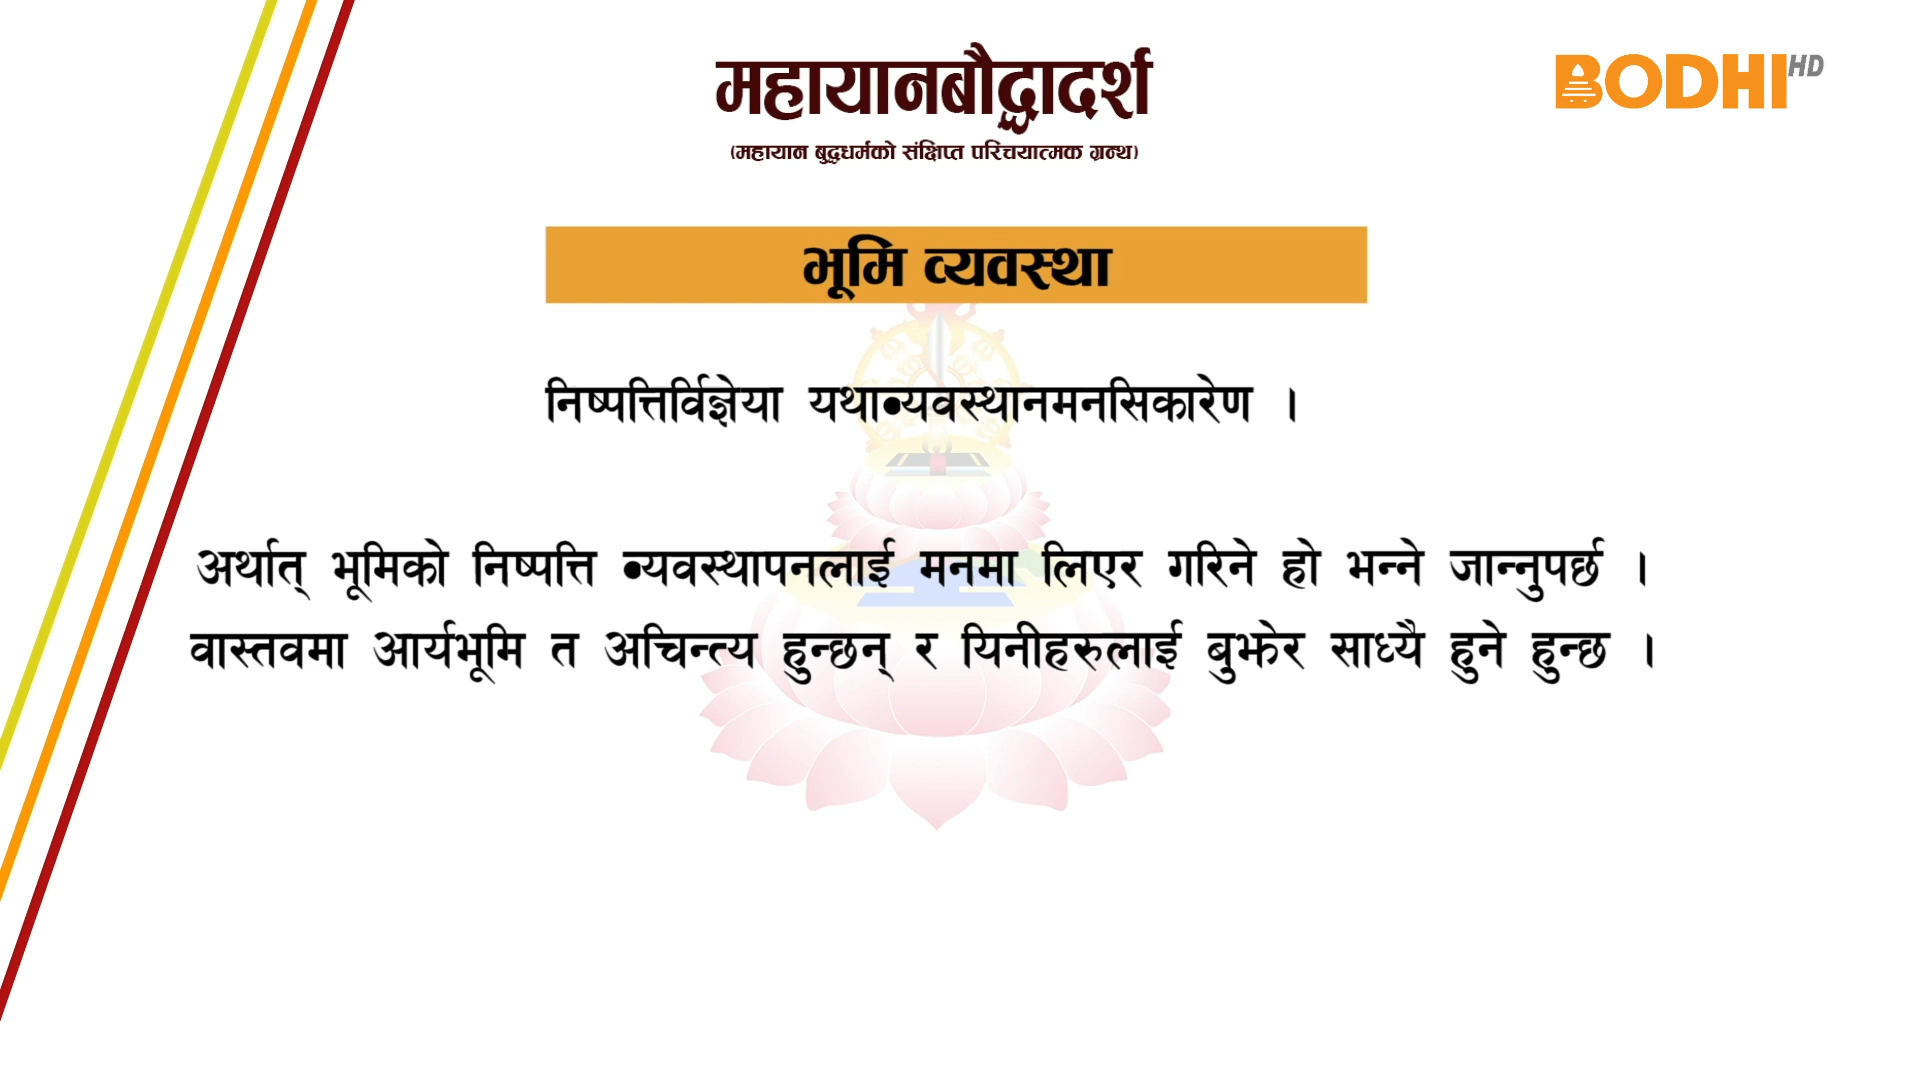 महायानबौद्धादर्श
BODHI HD
(महायान बुद्धधर्मको संक्षिप्त परिचयात्मक ग्रन्थ)
भूमि व्यवस्था
निष्पत्तिर्विज्ञेया यथाव्यवस्थानमनसिकारेण ।
अर्थात् भूमिको निष्पत्ति व्यवस्थापनलाई मनमा लिएर गरिने हो भन्ने जान्नुपर्छ ।
वास्तवमा आर्यभूमि त अचिन्त्य हुन्छन् र यिनीहरुलाई बुझेर साध्यै हुने हुन्छ ।